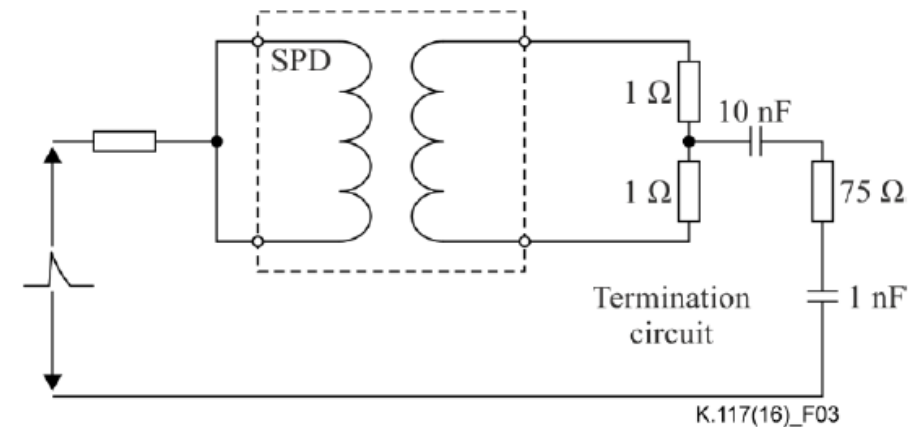 SPD
1 Ω
10 nF
1 Ω
75 Ω
1 nF
Termination
circuit
K.117(16)_F03